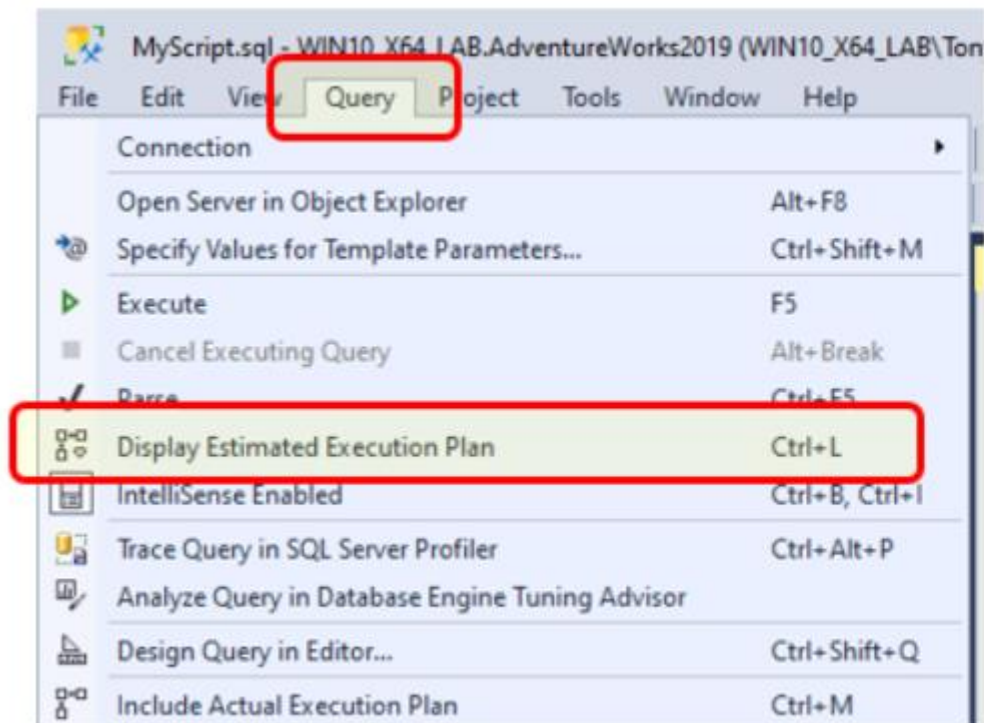 MyScript.sql - WIN10_X64_LAB.AdventureWorks2019 (WIN10_X64_LAB\Ton
File Edit View Query Project Tools Window Help
Connection
Open Server in Object Explorer Alt+F8
Specify Values for Template Parameters... Ctrl+Shift+M
Execute F5
Cancel Executing Query Alt+Break
Parse Ctrl+F5
Display Estimated Execution Plan Ctrl+L
IntelliSense Enabled Ctrl+B, Ctrl+I
Trace Query in SQL Server Profiler Ctrl+Alt+P
Analyze Query in Database Engine Tuning Advisor
Design Query in Editor... Ctrl+Shift+Q
Include Actual Execution Plan Ctrl+M